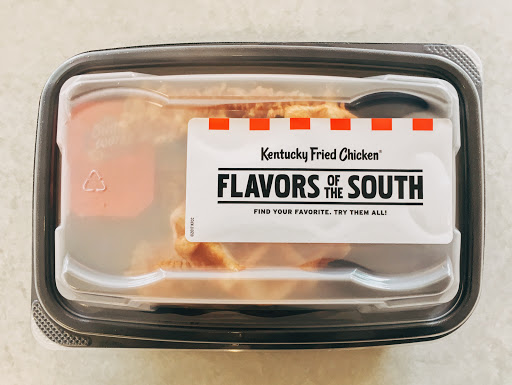 Kentucky Fried Chicken®
FLAVORS OF THE SOUTH
FIND YOUR FAVORITE. TRY THEM ALL!